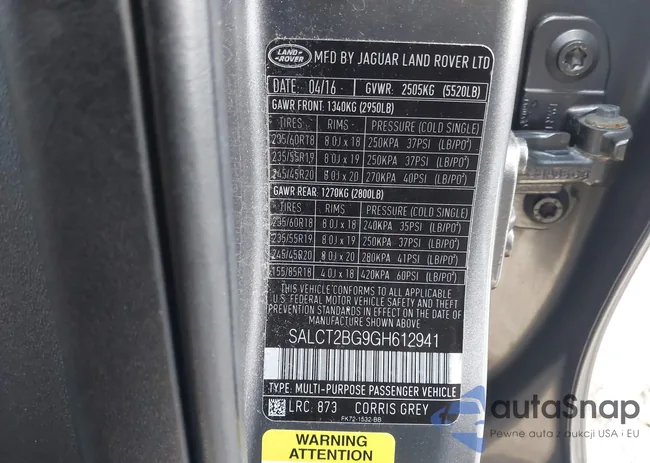 LAND ROVER MFD BY JAGUAR LAND ROVER LTD
DATE: 04/16 GVWR: 2505KG (5520LB)
GAWR FRONT: 1340KG (2950LB)
TIRES RIMS PRESSURE (COLD SINGLE)
235/60R18 8.0J x 18 250KPA 37PSI (LB/PO²)
235/55R19 8.0J x 19 250KPA 37PSI (LB/PO²)
245/45R20 8.0J x 20 270KPA 40PSI (LB/PO²)
GAWR REAR: 1270KG (2800LB)
TIRES RIMS PRESSURE (COLD SINGLE)
235/60R18 8.0J x 18 240KPA 35PSI (LB/PO²)
235/55R19 8.0J x 19 250KPA 37PSI (LB/PO²)
245/45R20 8.0J x 20 280KPA 41PSI (LB/PO²)
155/85R18 4.0J x 18 420KPA 60PSI (LB/PO²)
THIS VEHICLE CONFORMS TO ALL APPLICABLE
U.S. FEDERAL MOTOR VEHICLE SAFETY AND THEFT
PREVENTION STANDARDS IN EFFECT ON THE DATE
OF MANUFACTURE SHOWN ABOVE
SALCT2BG9GH612941
TYPE: MULTI-PURPOSE PASSENGER VEHICLE
LRC: 873 CORRIS GREY
FK72-1532-BB
WARNING
ATTENTION
autoSnap
Pewne auta z aukcji USA i EU